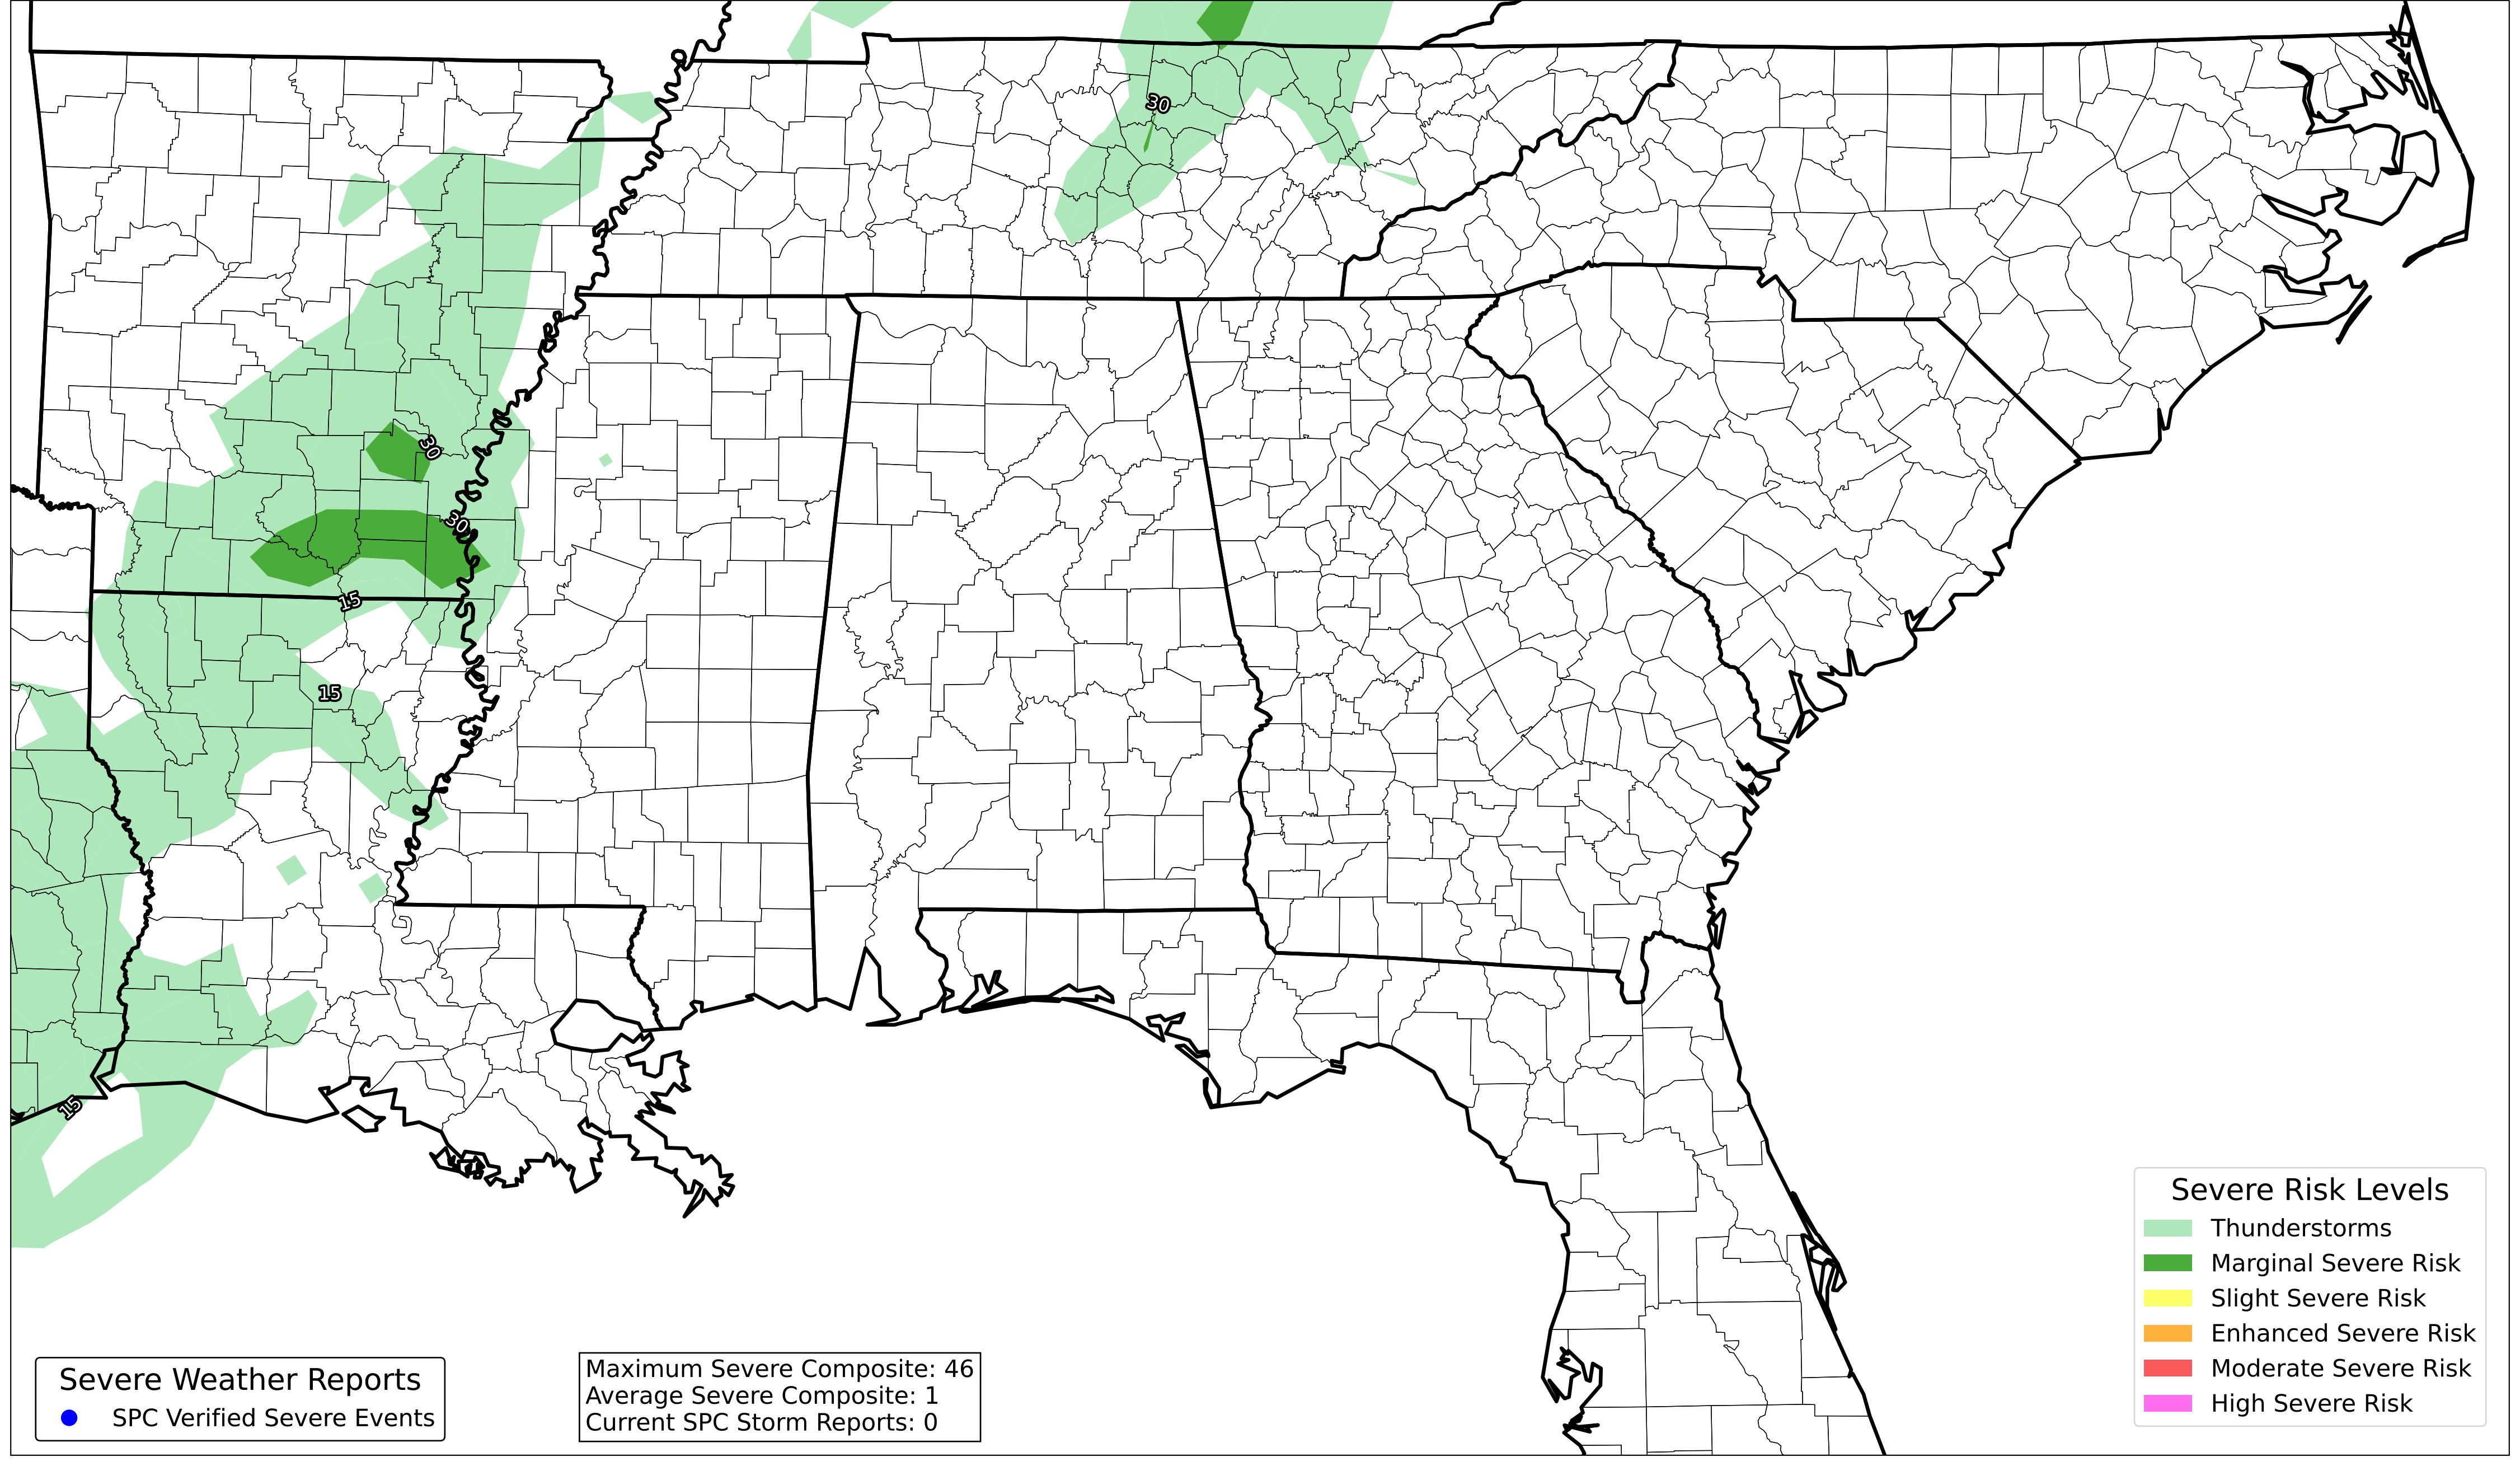 30
30
30
15
15
15
Severe Risk Levels
Thunderstorms
Marginal Severe Risk
Slight Severe Risk
Enhanced Severe Risk
Moderate Severe Risk
High Severe Risk
Severe Weather Reports
SPC Verified Severe Events
Maximum Severe Composite: 46
Average Severe Composite: 1
Current SPC Storm Reports: 0